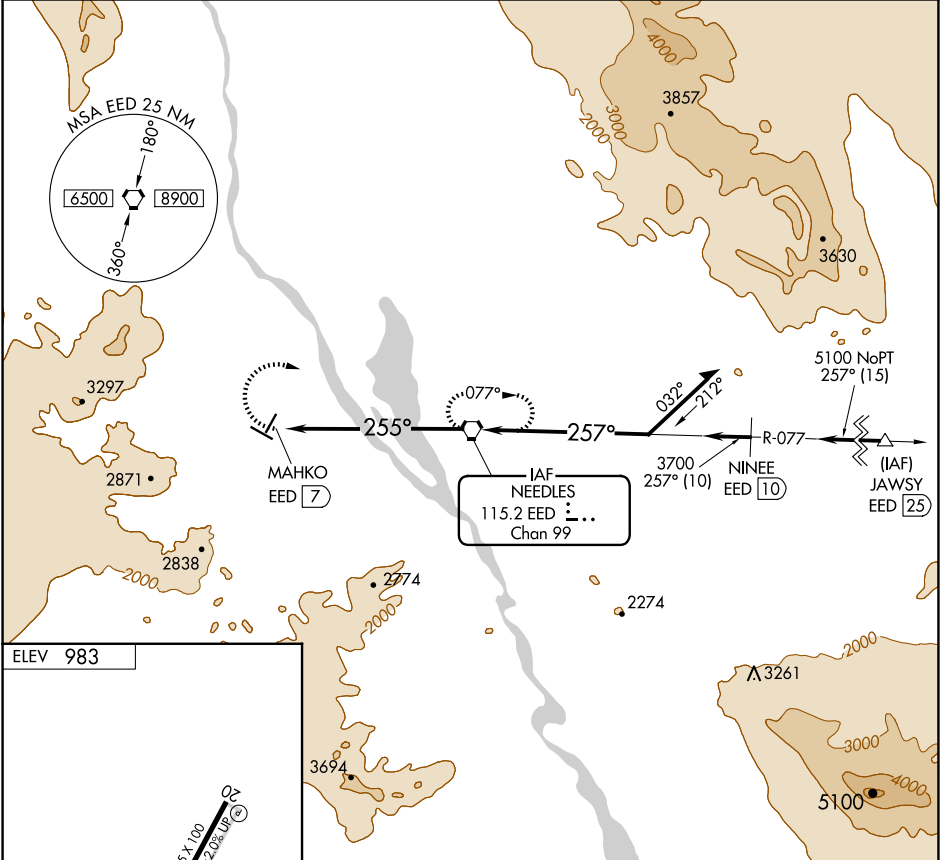 MSA EED 25 NM
180°
6500
8900
360°
4000
3857
3000
2000
3630
3297
2871
2838
2000
077°
255°
257°
032°
212°
5100 NoPT
257° (15)
R-077
3700
257° (10)
NINEE
EED 10
(IAF)
JAWSY
EED 25
MAHKO
EED 7
IAF
NEEDLES
115.2 EED
Chan 99
2774
2000
2274
2000
3261
3000
4000
5100
3694
ELEV 983
20
5 X 100
2.0% UP